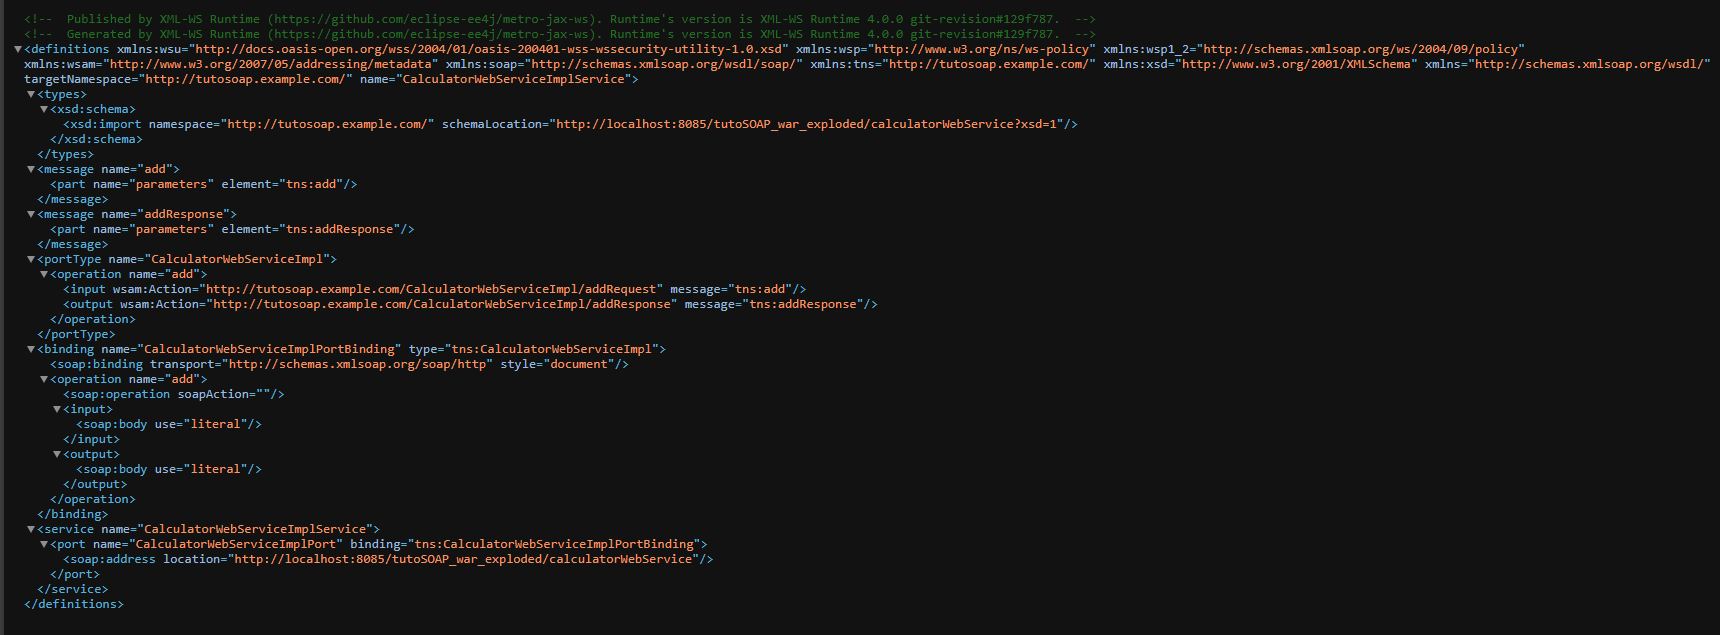 <!-- Published by XML-WS Runtime (https://github.com/eclipse-ee4j/metro-jax-ws). Runtime's version is XML-WS Runtime 4.0.0 git-revision#129f787. -->
<!-- Generated by XML-WS Runtime (https://github.com/eclipse-ee4j/metro-jax-ws). Runtime's version is XML-WS Runtime 4.0.0 git-revision#129f787. -->
▼<definitions xmlns:wsu="http://docs.oasis-open.org/wss/2004/01/oasis-200401-wss-wssecurity-utility-1.0.xsd" xmlns:wsp="http://www.w3.org/ns/ws-policy" xmlns:wsp1_2="http://schemas.xmlsoap.org/ws/2004/09/policy"
xmlns:wsam="http://www.w3.org/2007/05/addressing/metadata" xmlns:soap="http://schemas.xmlsoap.org/wsdl/soap/" xmlns:tns="http://tutosoap.example.com/" xmlns:xsd="http://www.w3.org/2001/XMLSchema" xmlns="http://schemas.xmlsoap.org/wsdl/"
targetNamespace="http://tutosoap.example.com/" name="CalculatorWebServiceImplService">
▼<types>
▼<xsd:schema>
<xsd:import namespace="http://tutosoap.example.com/" schemaLocation="http://localhost:8085/tutoSOAP_war_exploded/calculatorWebService?xsd=1"/>
</xsd:schema>
</types>
▼<message name="add">
<part name="parameters" element="tns:add"/>
</message>
▼<message name="addResponse">
<part name="parameters" element="tns:addResponse"/>
</message>
▼<portType name="CalculatorWebServiceImpl">
▼<operation name="add">
<input wsam:Action="http://tutosoap.example.com/CalculatorWebServiceImpl/addRequest" message="tns:add"/>
<output wsam:Action="http://tutosoap.example.com/CalculatorWebServiceImpl/addResponse" message="tns:addResponse"/>
</operation>
</portType>
▼<binding name="CalculatorWebServiceImplPortBinding" type="tns:CalculatorWebServiceImpl">
<soap:binding transport="http://schemas.xmlsoap.org/soap/http" style="document"/>
▼<operation name="add">
<soap:operation soapAction=""/>
▼<input>
<soap:body use="literal"/>
</input>
▼<output>
<soap:body use="literal"/>
</output>
</operation>
</binding>
▼<service name="CalculatorWebServiceImplService">
▼<port name="CalculatorWebServiceImplPort" binding="tns:CalculatorWebServiceImplPortBinding">
<soap:address location="http://localhost:8085/tutoSOAP_war_exploded/calculatorWebService"/>
</port>
</service>
</definitions>